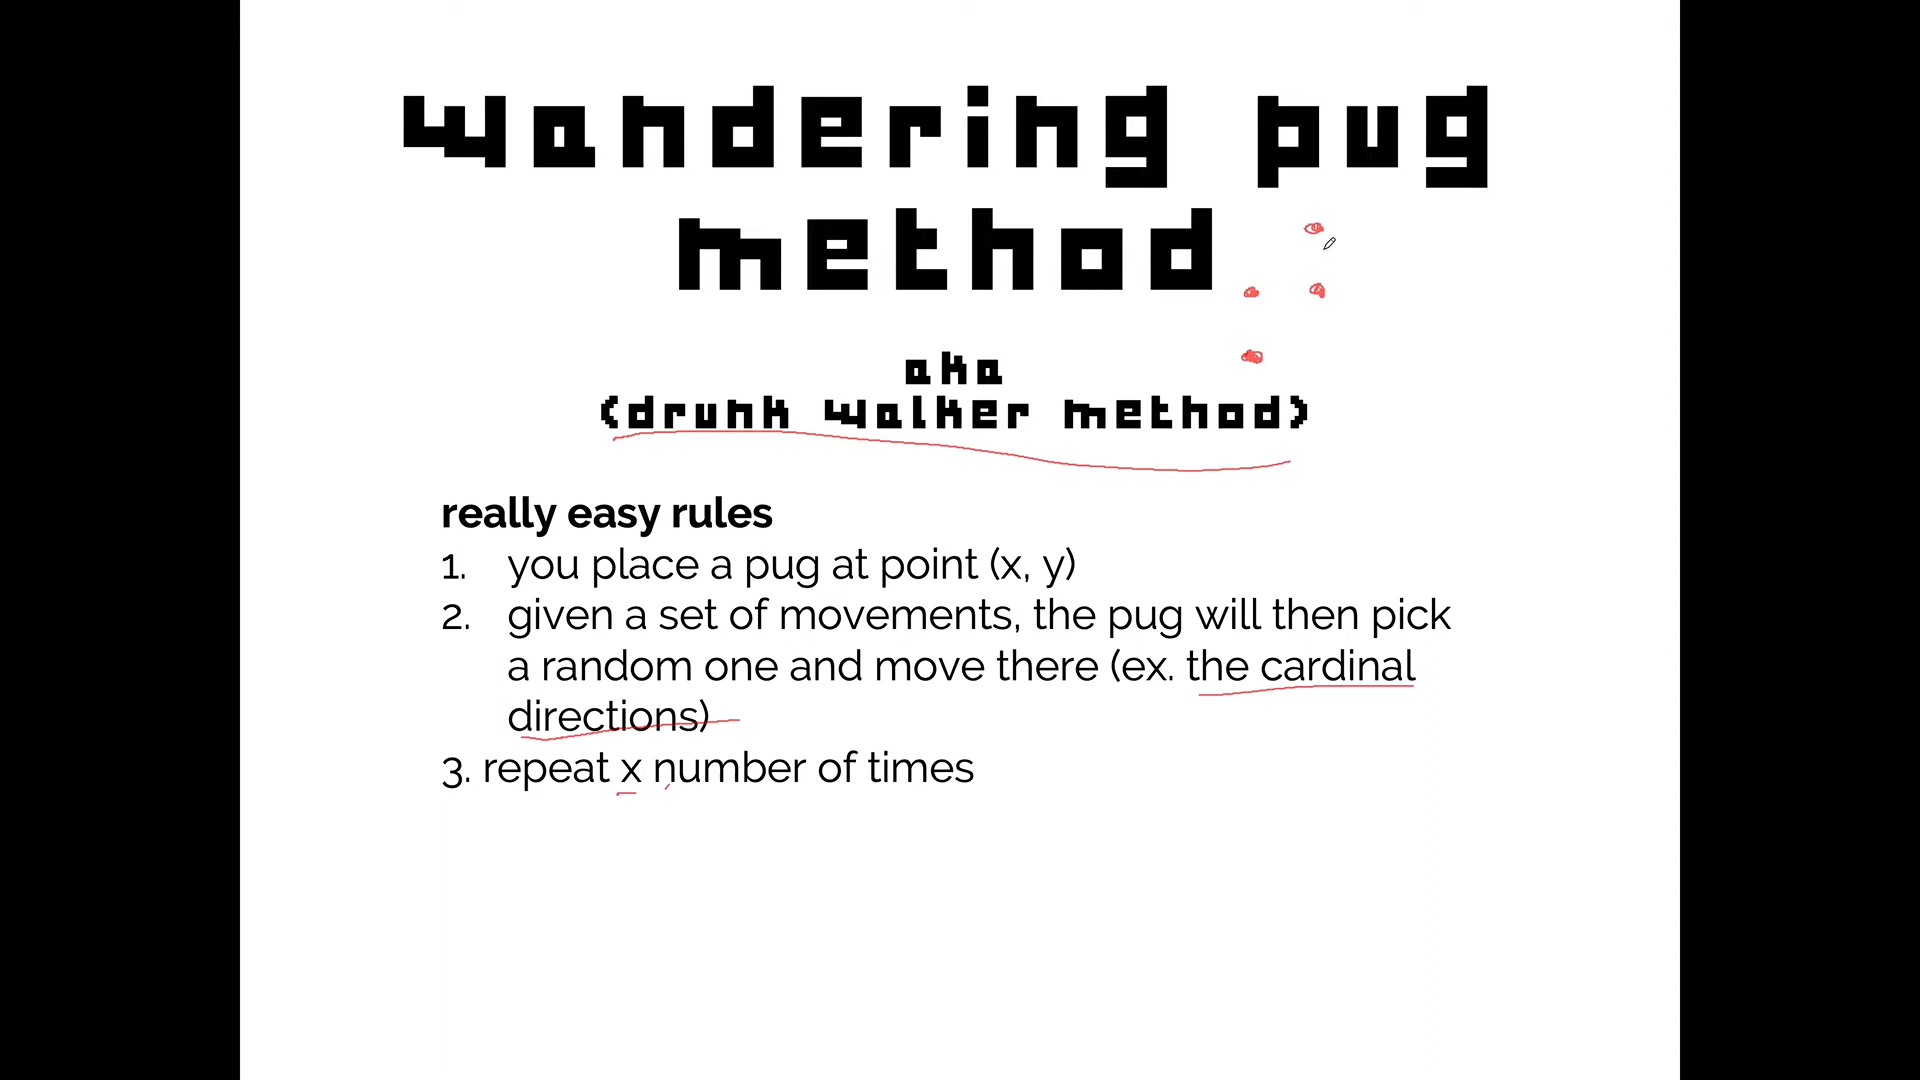 wandering pug
method
aka
(drunk walker method)
really easy rules
1. you place a pug at point (x, y)
2. given a set of movements, the pug will then pick
a random one and move there (ex. the cardinal
directions)
3. repeat x number of times